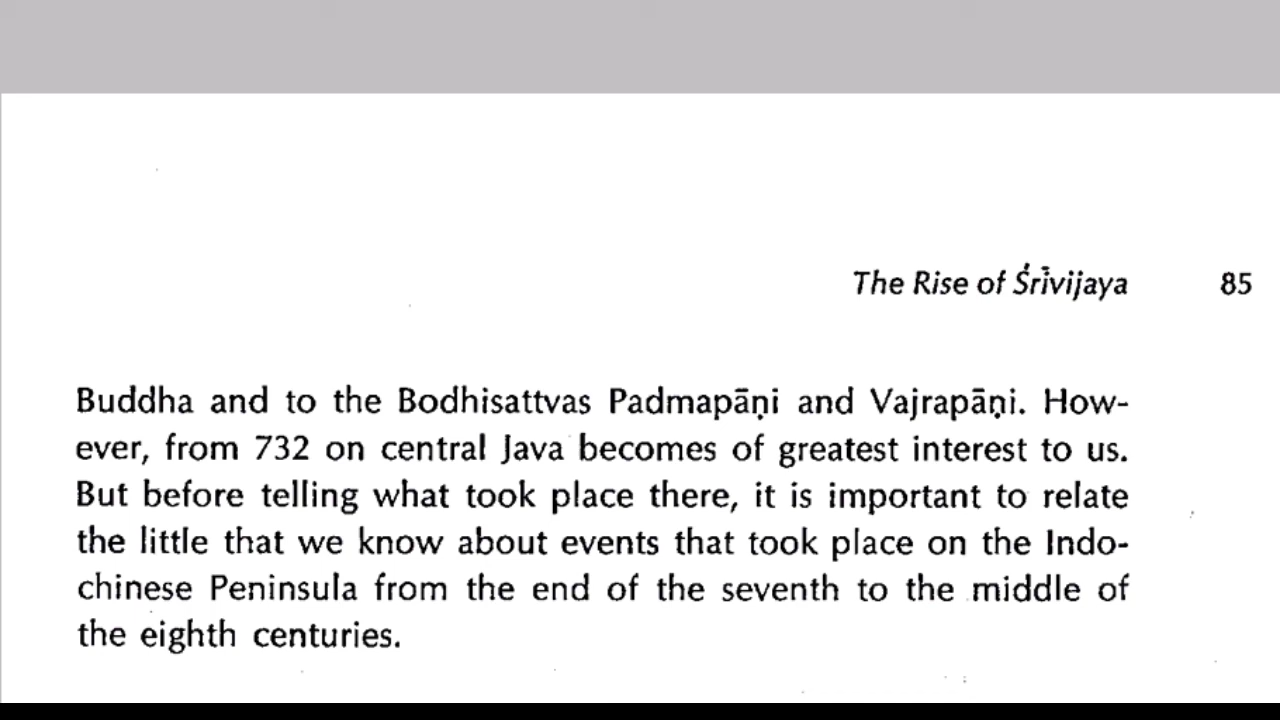 The Rise of Śrīvijaya 85
Buddha and to the Bodhisattvas Padmapāṇi and Vajrapāṇi. How-
ever, from 732 on central Java becomes of greatest interest to us.
But before telling what took place there, it is important to relate
the little that we know about events that took place on the Indo-
chinese Peninsula from the end of the seventh to the middle of
the eighth centuries.